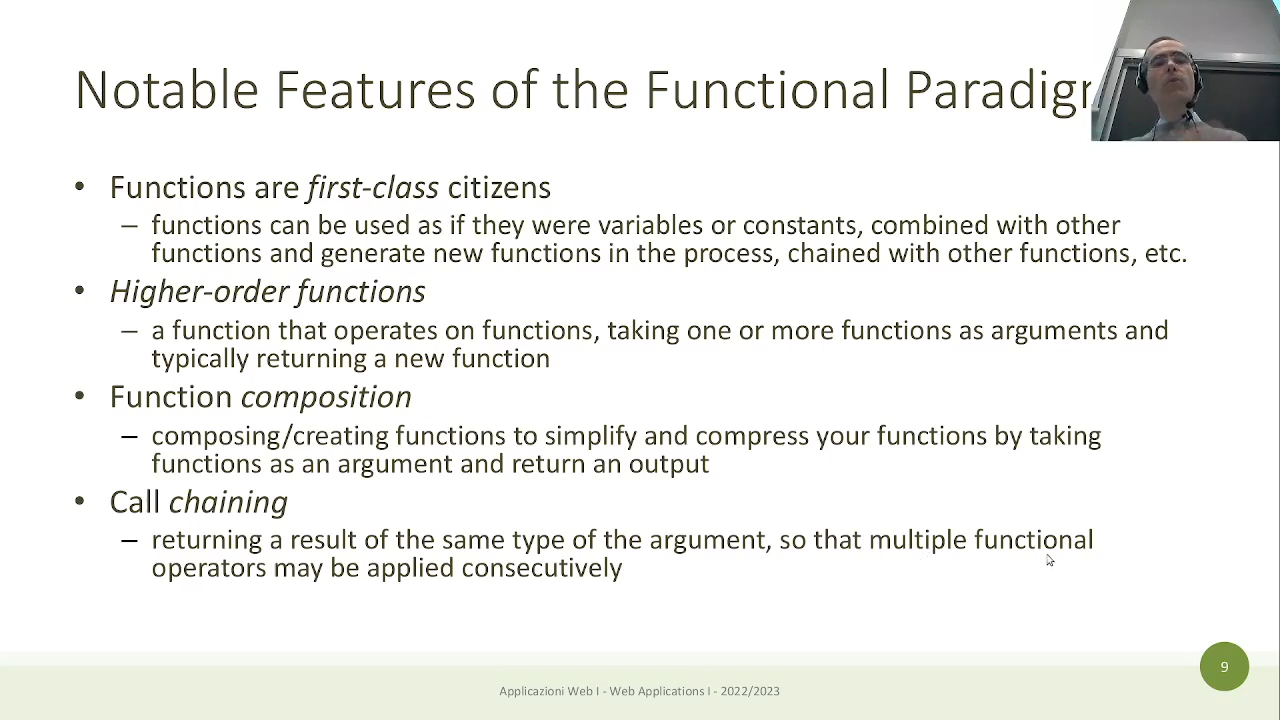 Notable Features of the Functional Paradigr
• Functions are first-class citizens
– functions can be used as if they were variables or constants, combined with other
functions and generate new functions in the process, chained with other functions, etc.
• Higher-order functions
– a function that operates on functions, taking one or more functions as arguments and
typically returning a new function
• Function composition
– composing/creating functions to simplify and compress your functions by taking
functions as an argument and return an output
• Call chaining
– returning a result of the same type of the argument, so that multiple functional
operators may be applied consecutively
9
Applicazioni Web I - Web Applications I - 2022/2023